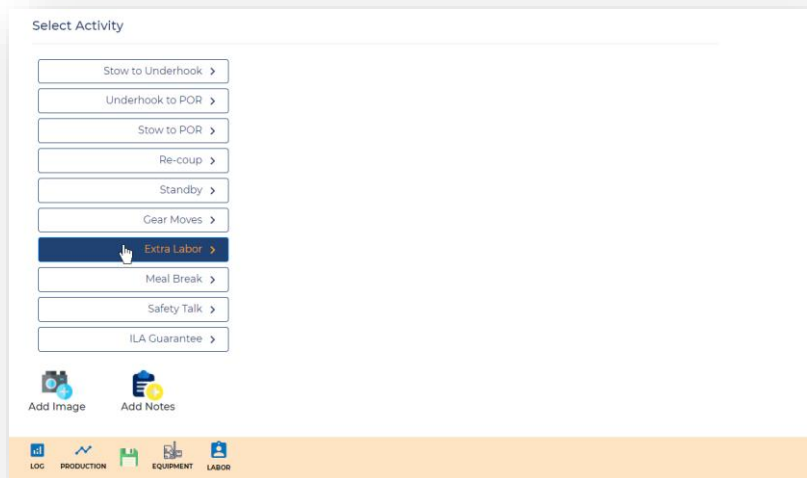 Select Activity
Stow to Underhook >
Underhook to POR >
Stow to POR >
Re-coup >
Standby >
Gear Moves >
Extra Labor >
Meal Break >
Safety Talk >
ILA Guarantee >
Add Image Add Notes
LOG PRODUCTION EQUIPMENT LABOR